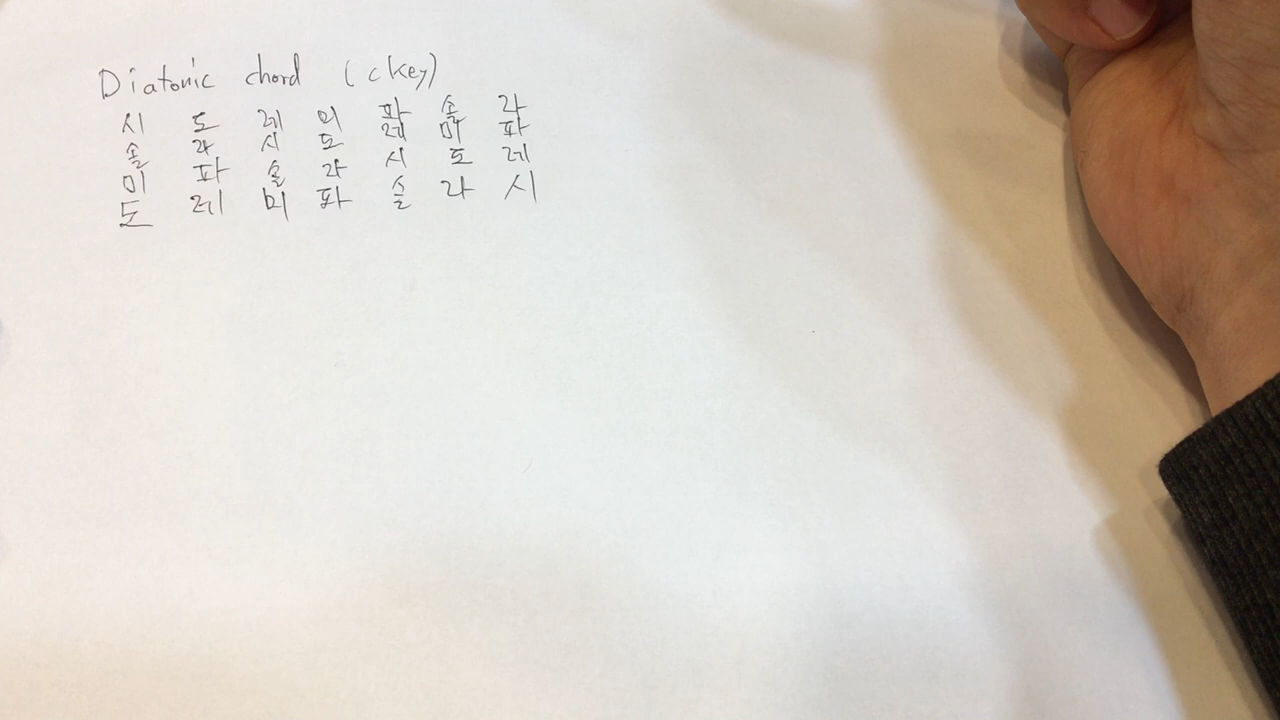 Diatonic chord (c key)
시 도 레 미 파 솔 라
솔 라 시 도 레 미 파
미 파 솔 라 시 도 레
도 레 미 파 솔 라 시